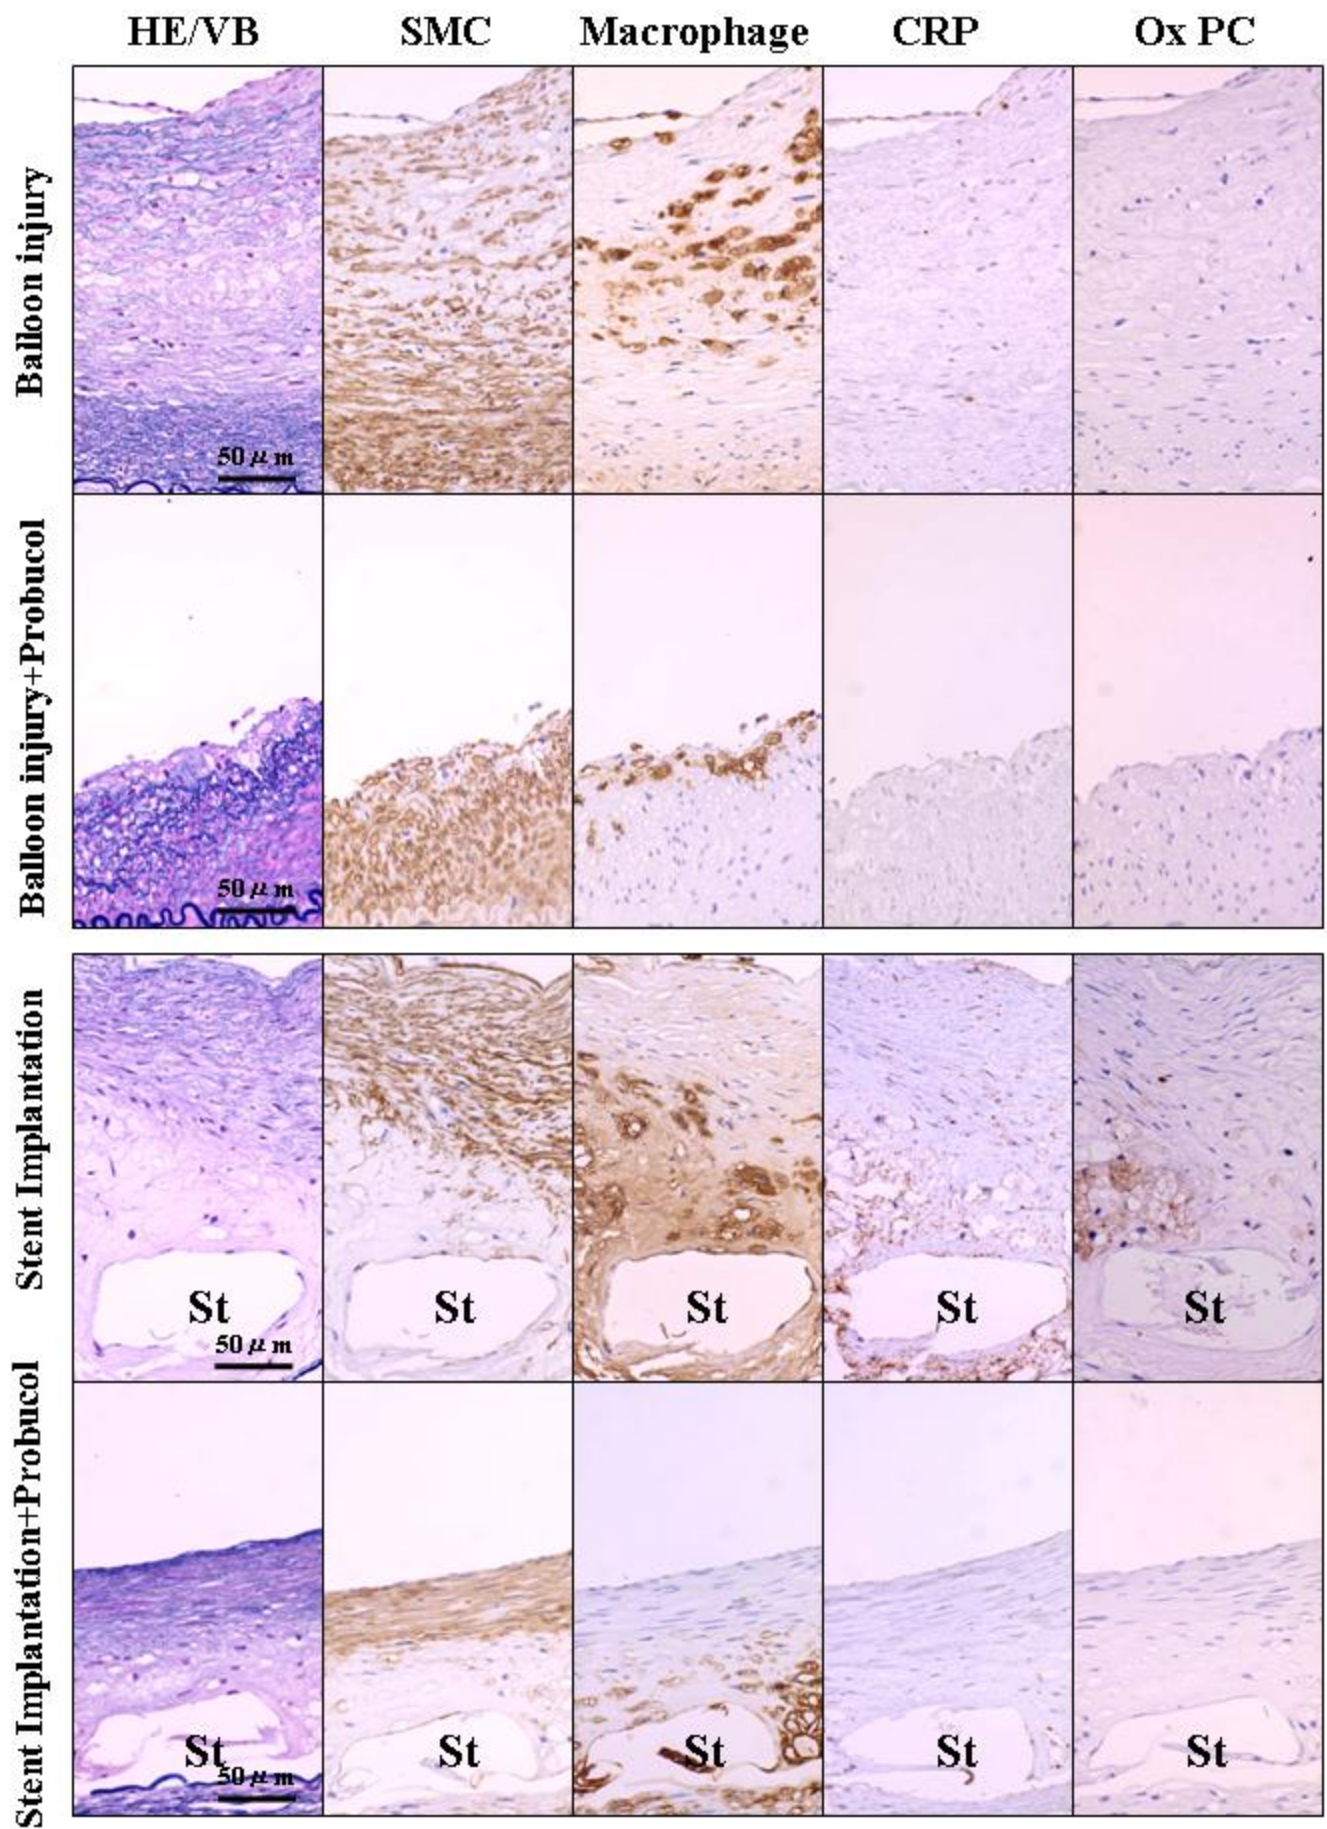 HE/VB SMC Macrophage CRP Ox PC
Balloon injury
50 μ m
Balloon injury+Probucol
50 μ m
Stent Implantation
St St St St St
50 μ m
Stent Implantation+Probucol
St St St St St
50 μ m